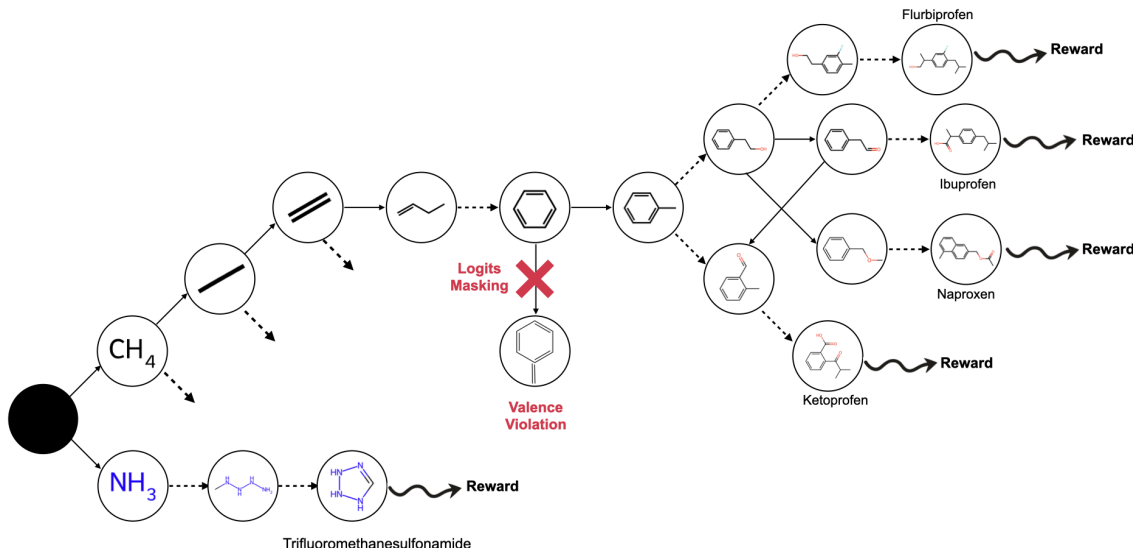 Flurbiprofen
Reward
Reward
Ibuprofen
Logits
Masking
Reward
Naproxen
CH4
Reward
Ketoprofen
Valence
Violation
NH3
Reward
Trifluoromethanesulfonamide